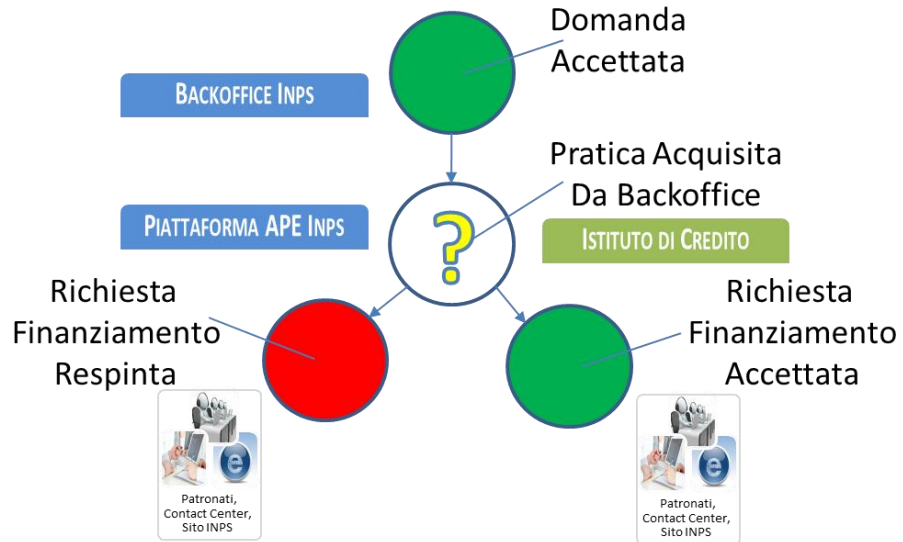 Domanda
Accettata
BACKOFFICE INPS
Pratica Acquisita
Da Backoffice
PIATTAFORMA APE INPS
?
ISTITUTO DI CREDITO
Richiesta
Finanziamento
Respinta
Richiesta
Finanziamento
Accettata
e
Patronati,
Contact Center,
Sito INPS
e
Patronati,
Contact Center,
Sito INPS